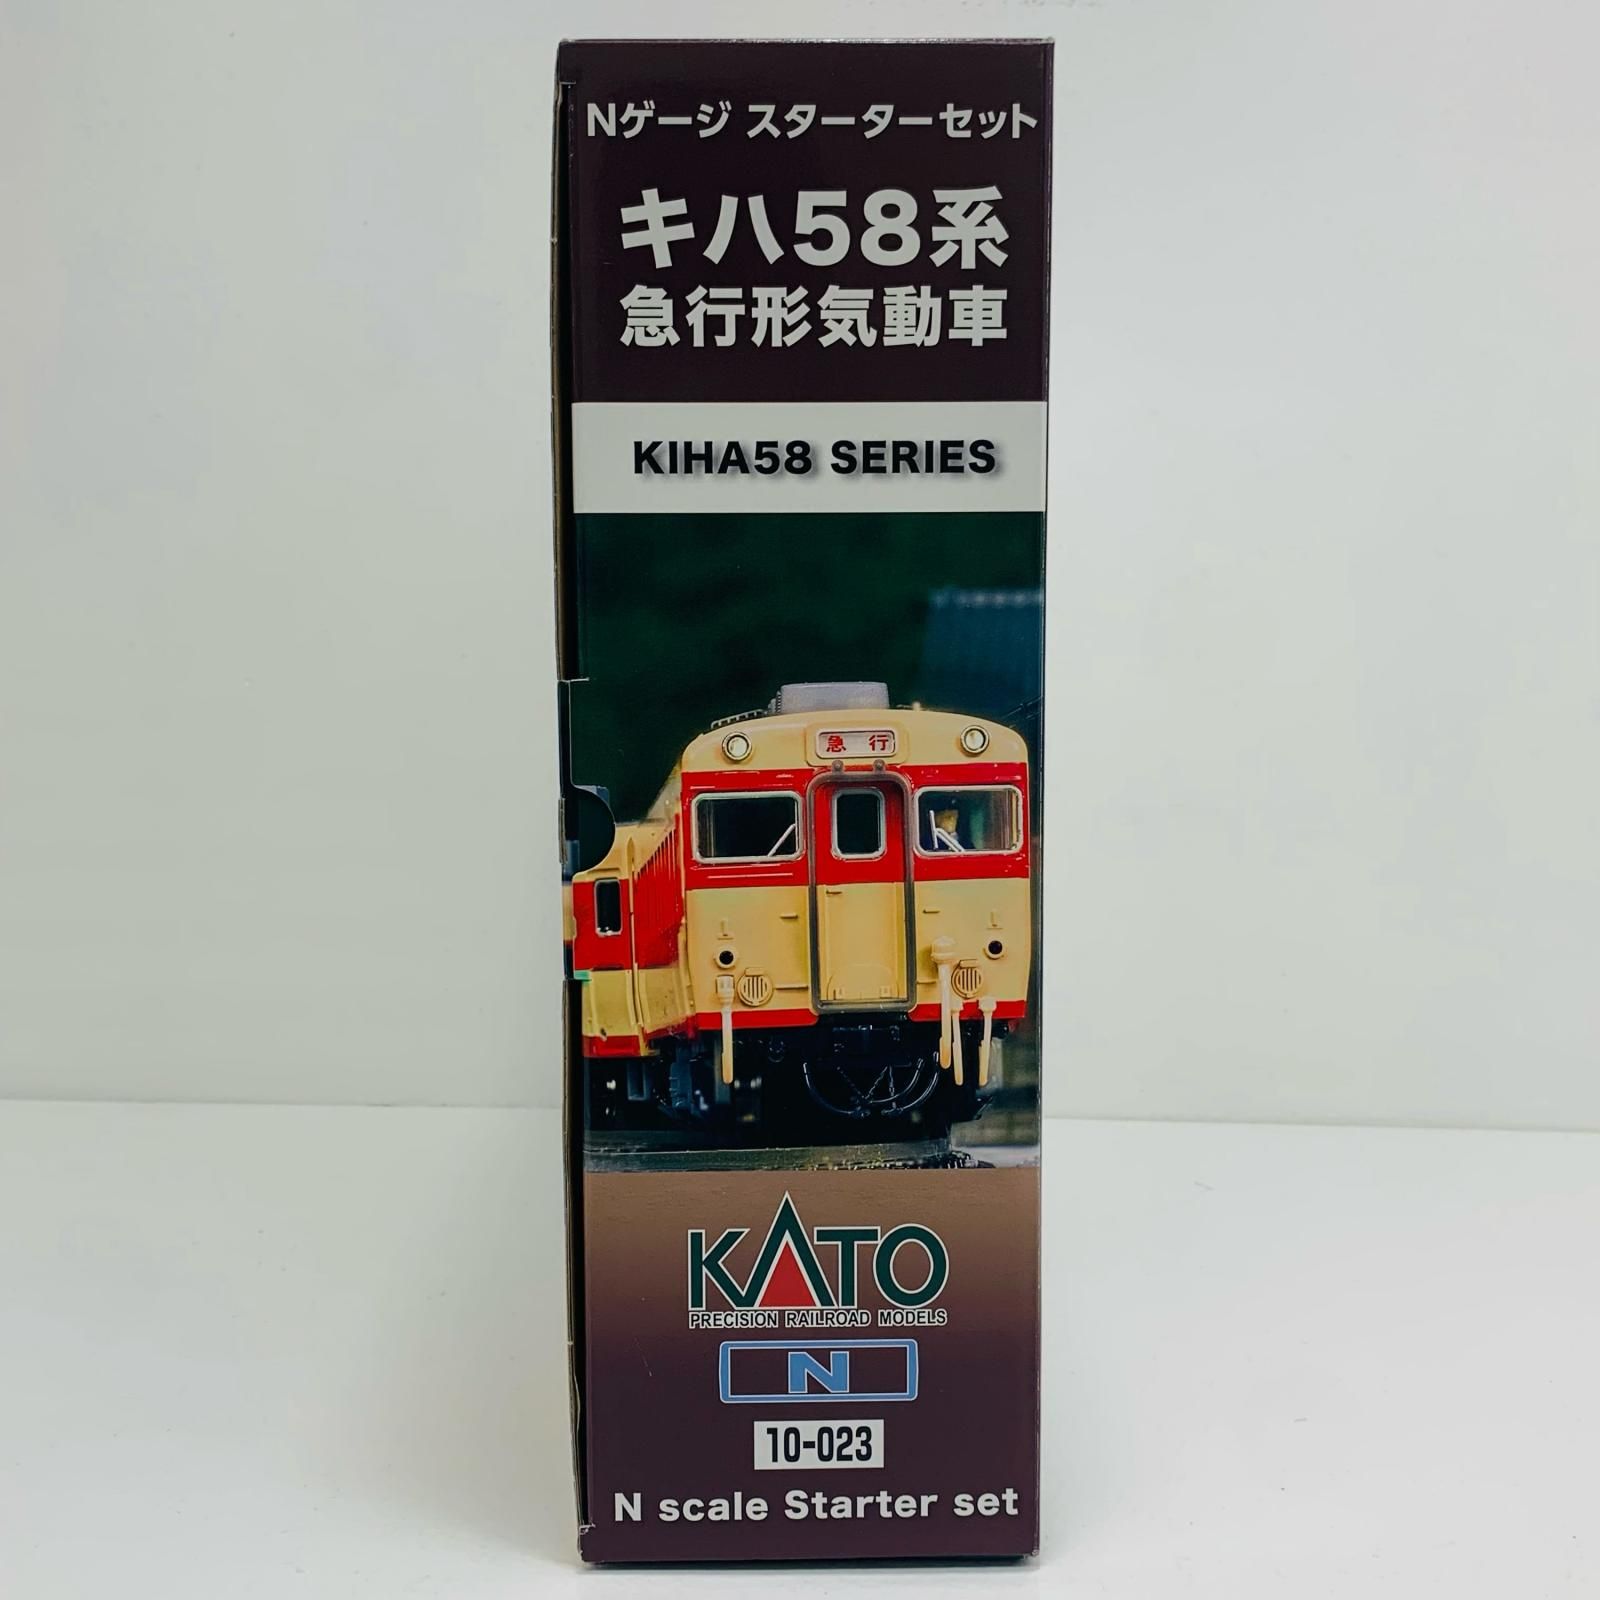 Nゲージ スターターセット
キハ58系
急行形気動車
KIHA58 SERIES
急 行
KATO
PRECISION RAILROAD MODELS
N
10-023
N scale Starter set